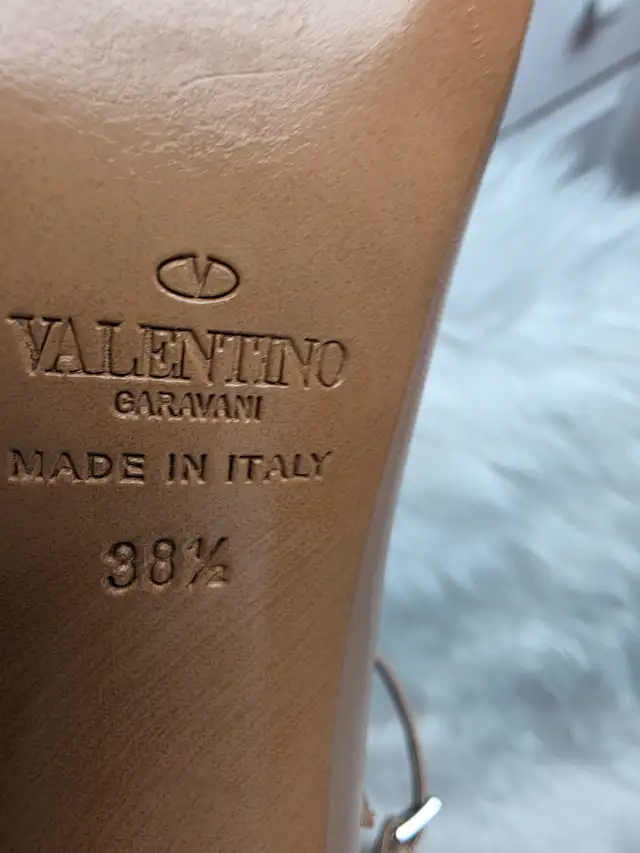 V
VALENTINO
GARAVANI
MADE IN ITALY
38½